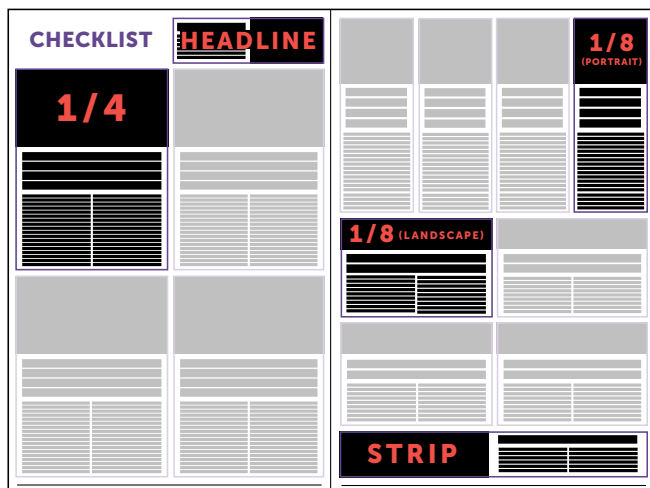 CHECKLIST
HEADLINE
1/4
1/8
(PORTRAIT)
1/8 (LANDSCAPE)
STRIP